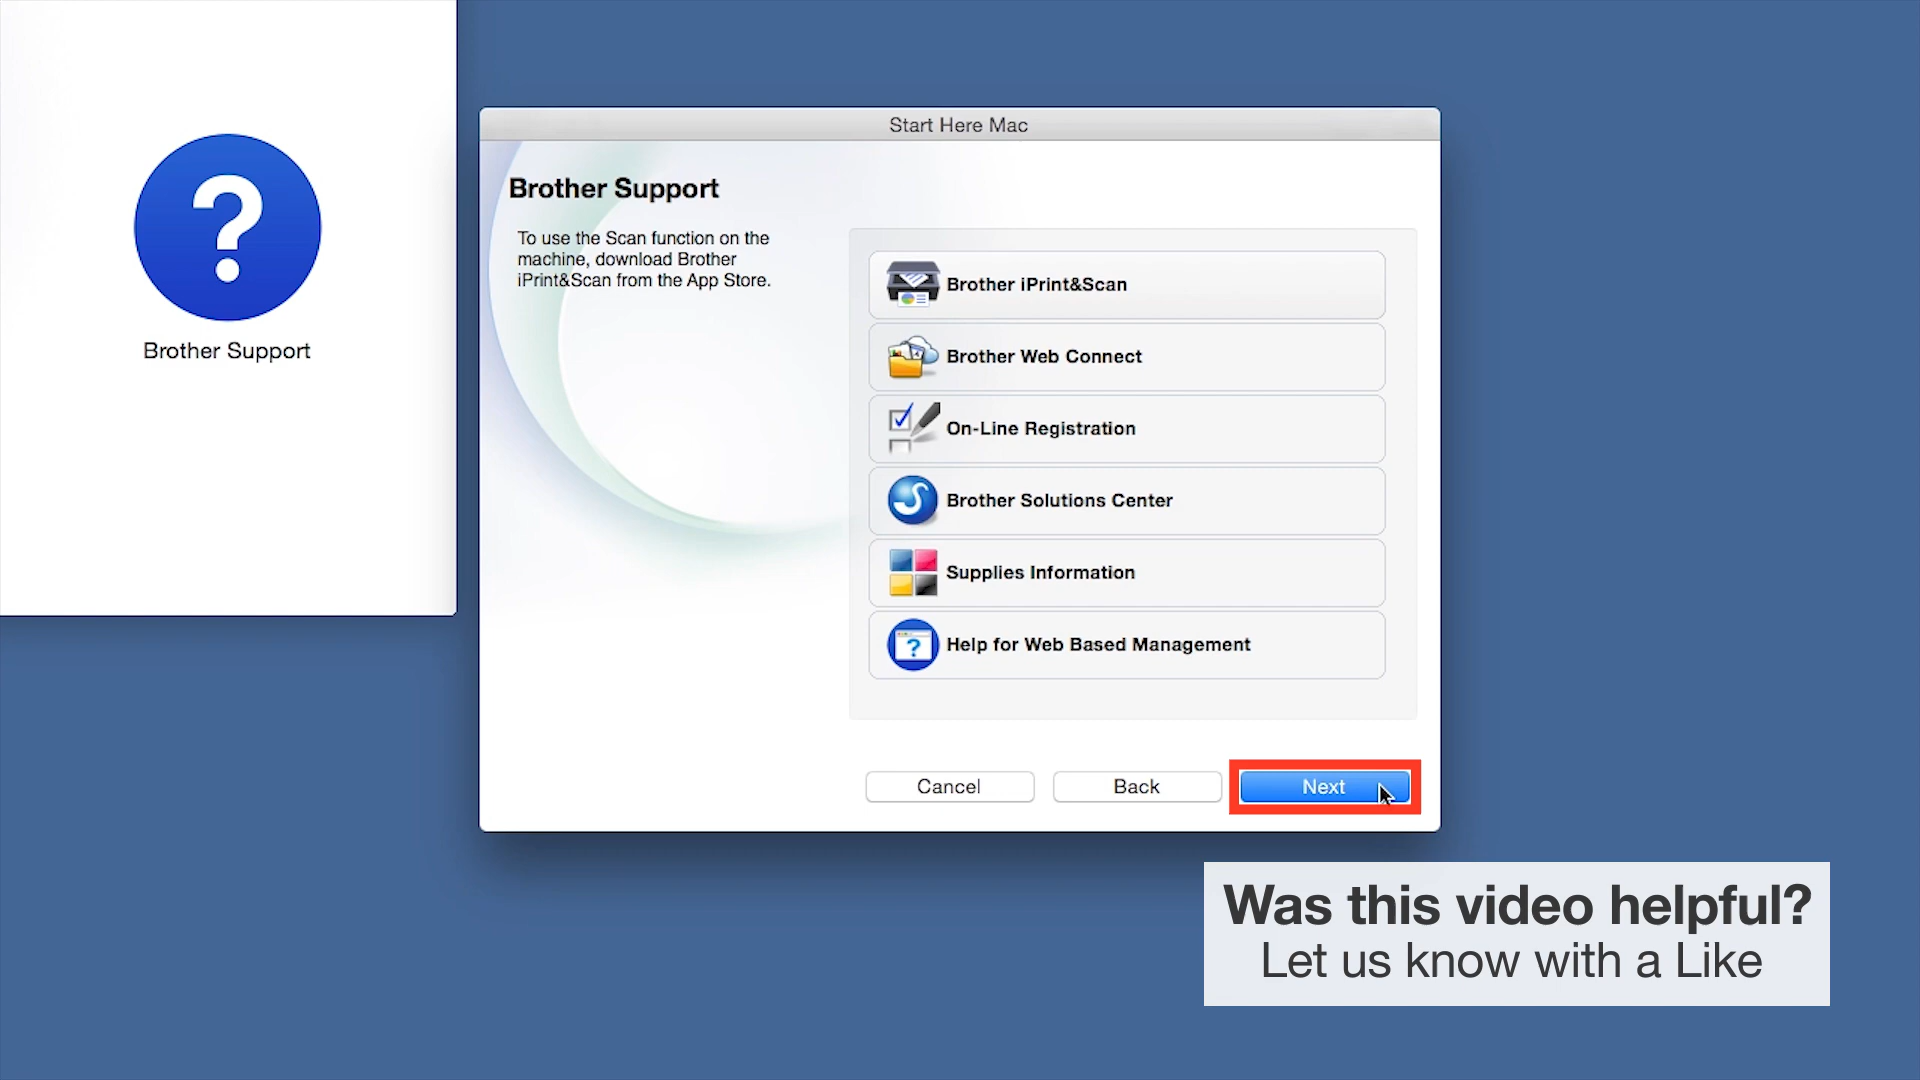 Brother Support
Start Here Mac
Brother Support
To use the Scan function on the
machine, download Brother
iPrint&Scan from the App Store.
Brother iPrint&Scan
Brother Web Connect
On-Line Registration
Brother Solutions Center
Supplies Information
Help for Web Based Management
Cancel
Back
Next
Was this video helpful?
Let us know with a Like